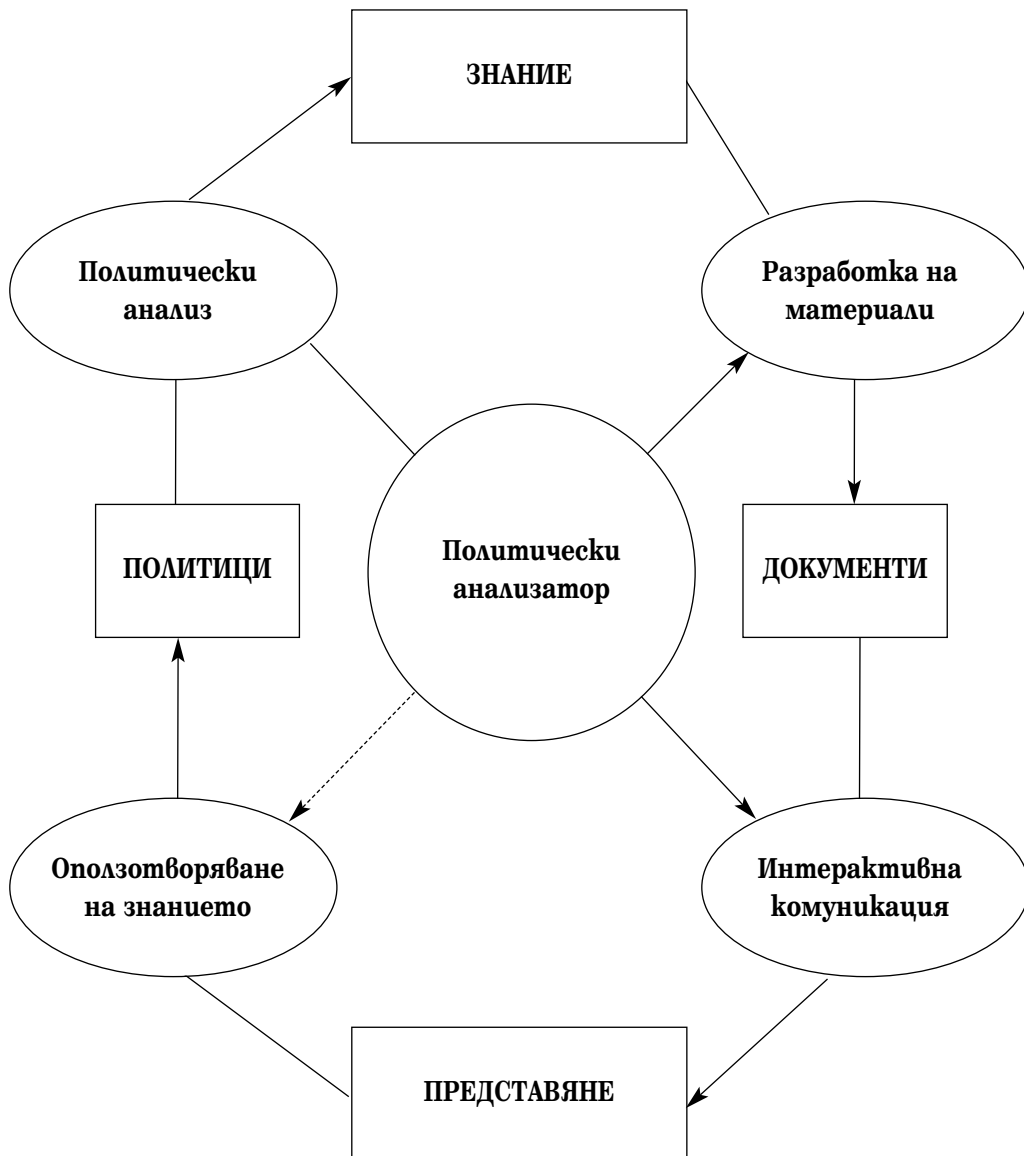 ЗНАНИЕ
Политически
анализ
Разработка на
материали
Политически
анализатор
ПОЛИТИЦИ
ДОКУМЕНТИ
Оползотворяване
на знанието
Интерактивна
комуникация
ПРЕДСТАВЯНЕ